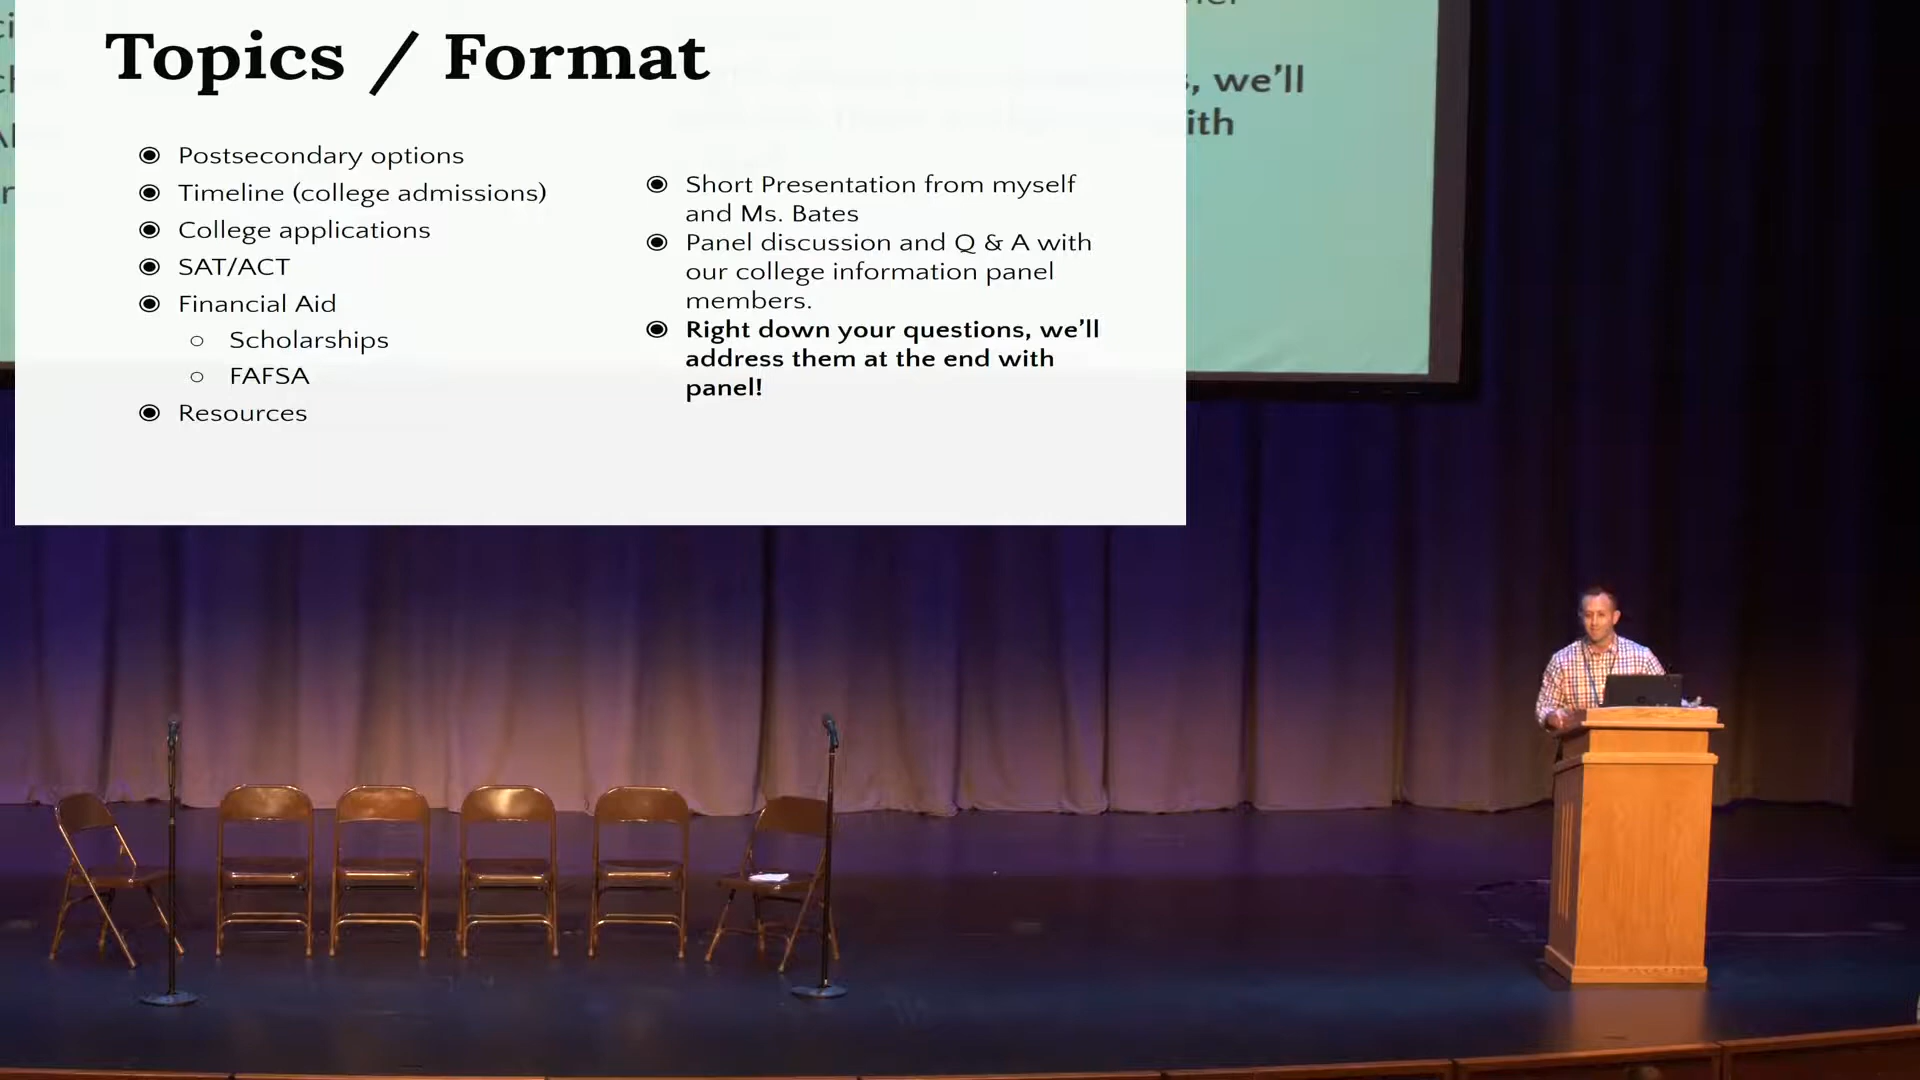 Topics / Format
Postsecondary options
Timeline (college admissions)
College applications
SAT/ACT
Financial Aid
Scholarships
FAFSA
Resources
Short Presentation from myself
and Ms. Bates
Panel discussion and Q & A with
our college information panel
members.
Right down your questions, we'll
address them at the end with
panel!
, we'll
ith